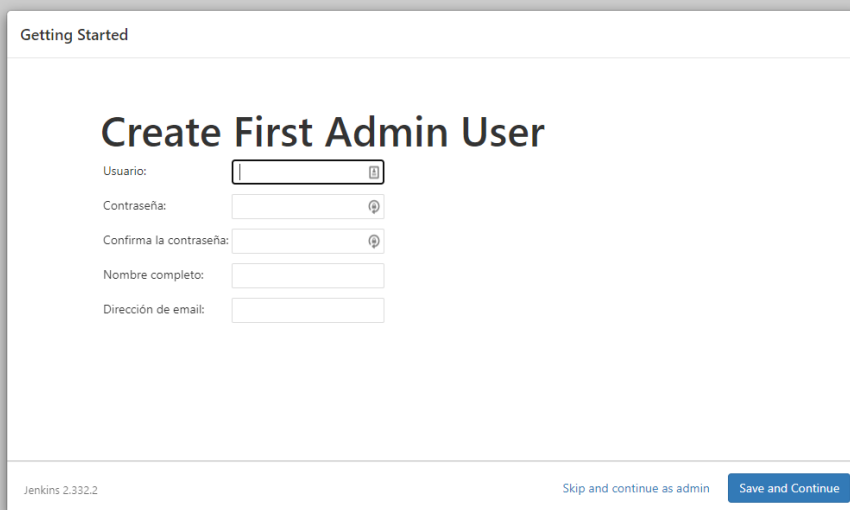 Getting Started
Create First Admin User
Usuario:
Contraseña:
Confirma la contraseña:
Nombre completo:
Dirección de email:
Jenkins 2.332.2
Skip and continue as admin
Save and Continue